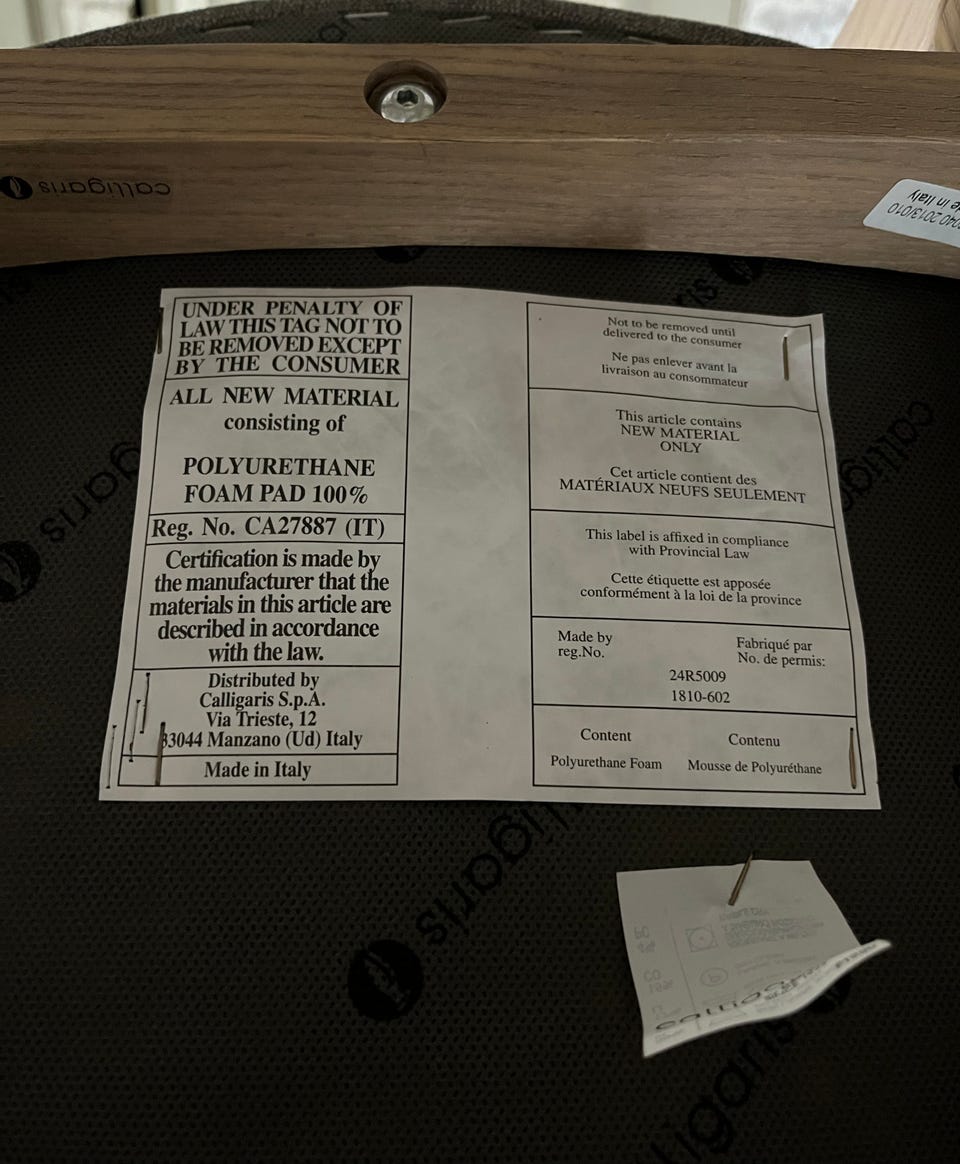 calligaris
040 2013/010
calligaris
UNDER PENALTY OF
LAW THIS TAG NOT TO
BE REMOVED EXCEPT
BY THE CONSUMER
ALL NEW MATERIAL
consisting of
POLYURETHANE
FOAM PAD 100%
Reg. No. CA27887 (IT)
Certification is made by
the manufacturer that the
materials in this article are
described in accordance
with the law.
Distributed by
Calligaris S.p.A.
Via Trieste, 12
33044 Manzano (Ud) Italy
Made in Italy
Not to be removed until
delivered to the consumer
Ne pas enlever avant la
livraison au consommateur
This article contains
NEW MATERIAL
ONLY
Cet article contient des
MATÉRIAUX NEUFS SEULEMENT
This label is affixed in compliance
with Provincial Law
Cette étiquette est apposée
conformément à la loi de la province
Made by
reg.No.
Fabriqué par
No. de permis:
24R5009
1810-602
Content
Contenu
Polyurethane Foam
Mousse de Polyuréthane
calligaris